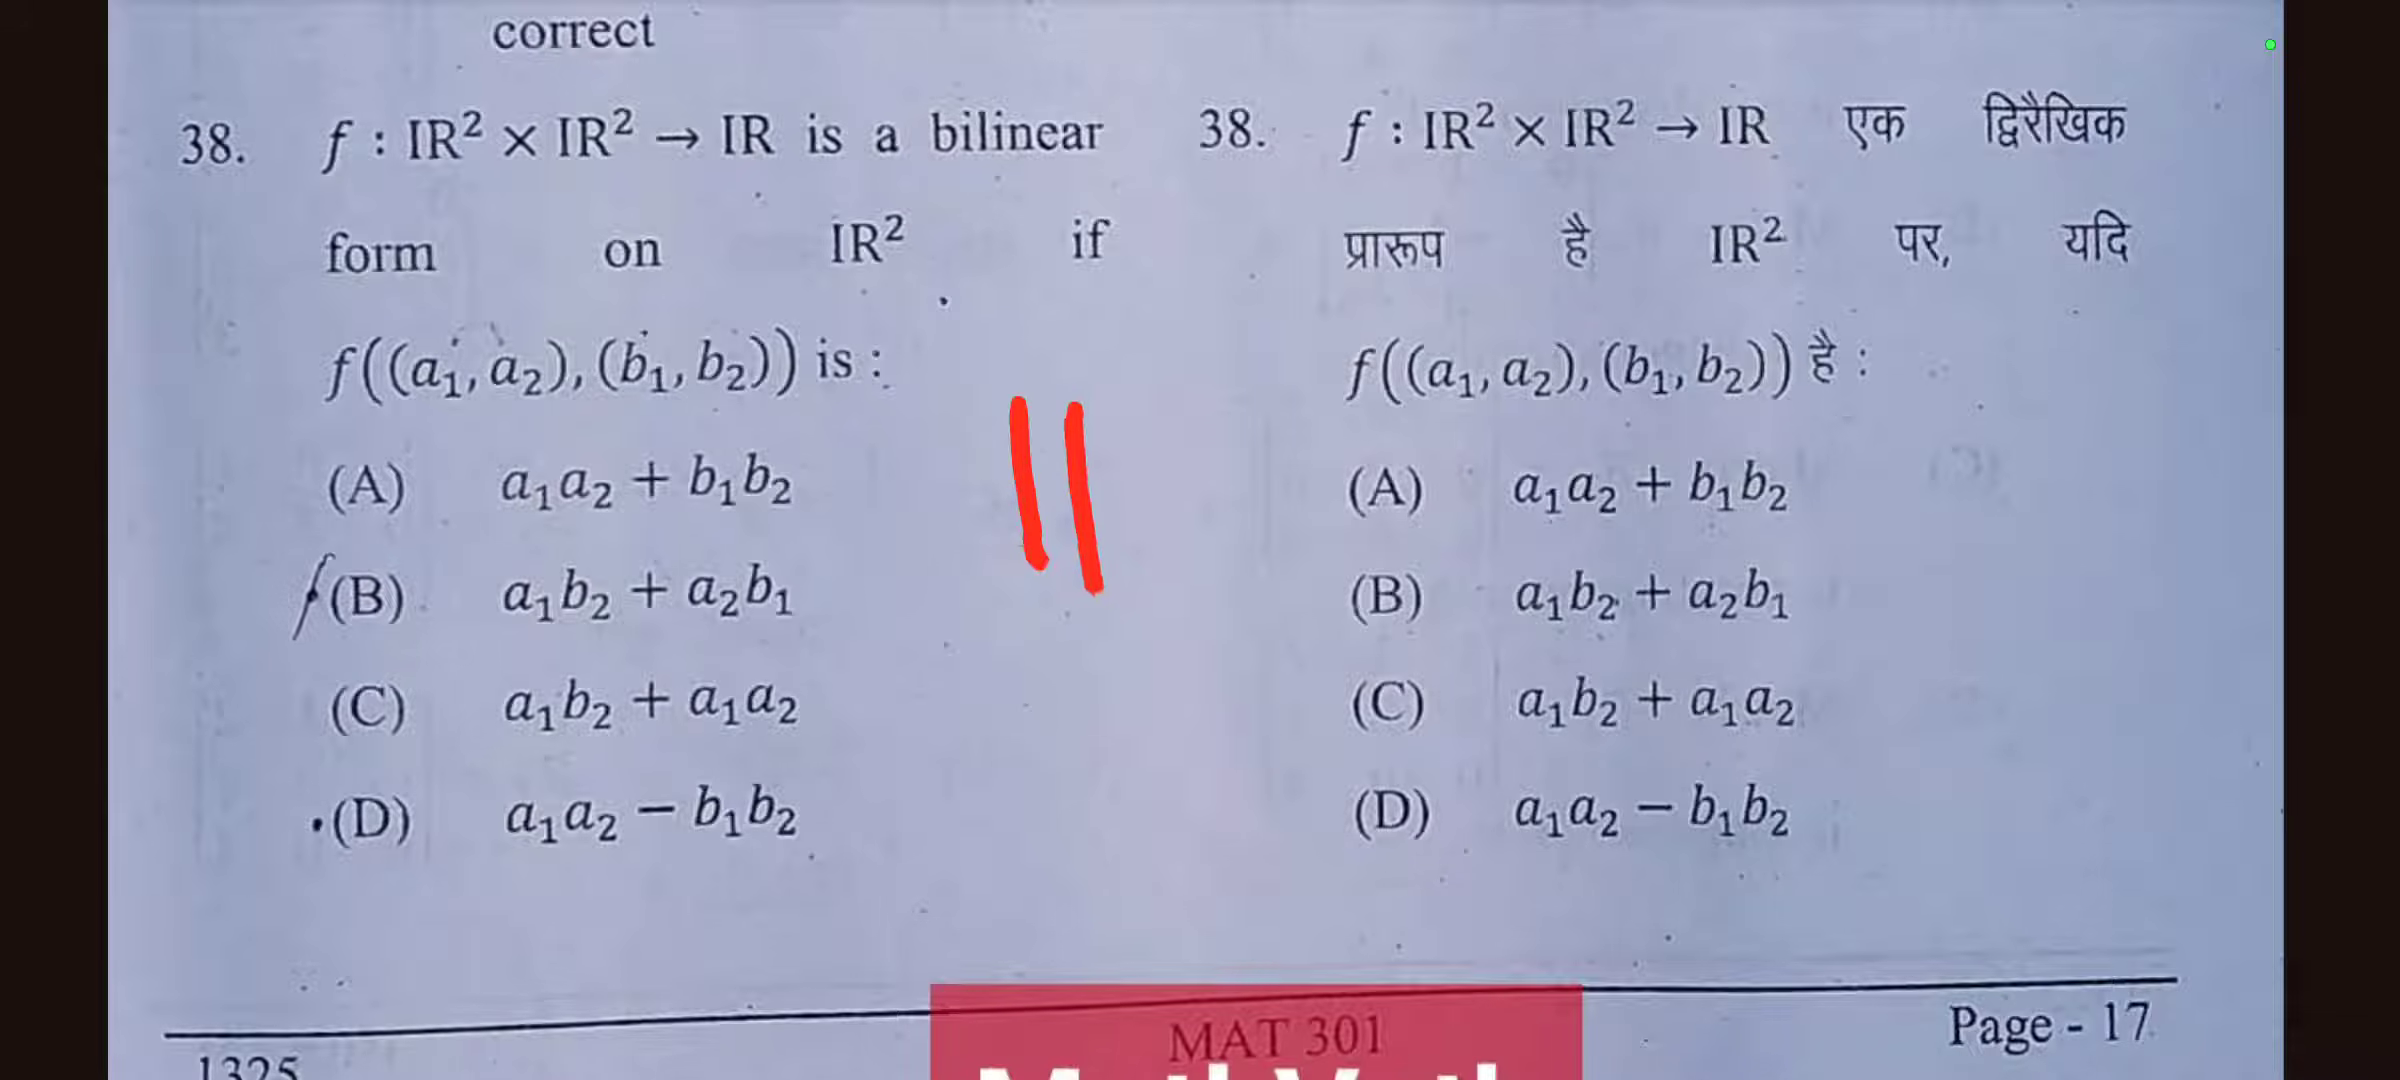 correct
38. f : IR² × IR² → IR is a bilinear
form on IR² if
f((a₁, a₂), (b₁, b₂)) is :
(A) a₁a₂ + b₁b₂
(B) a₁b₂ + a₂b₁
(C) a₁b₂ + a₁a₂
(D) a₁a₂ − b₁b₂
38. f : IR² × IR² → IR एक द्विरैखिक
प्रारूप है IR² पर, यदि
f((a₁, a₂), (b₁, b₂)) है :
(A) a₁a₂ + b₁b₂
(B) a₁b₂ + a₂b₁
(C) a₁b₂ + a₁a₂
(D) a₁a₂ − b₁b₂
1325
MAT 301
Page - 17